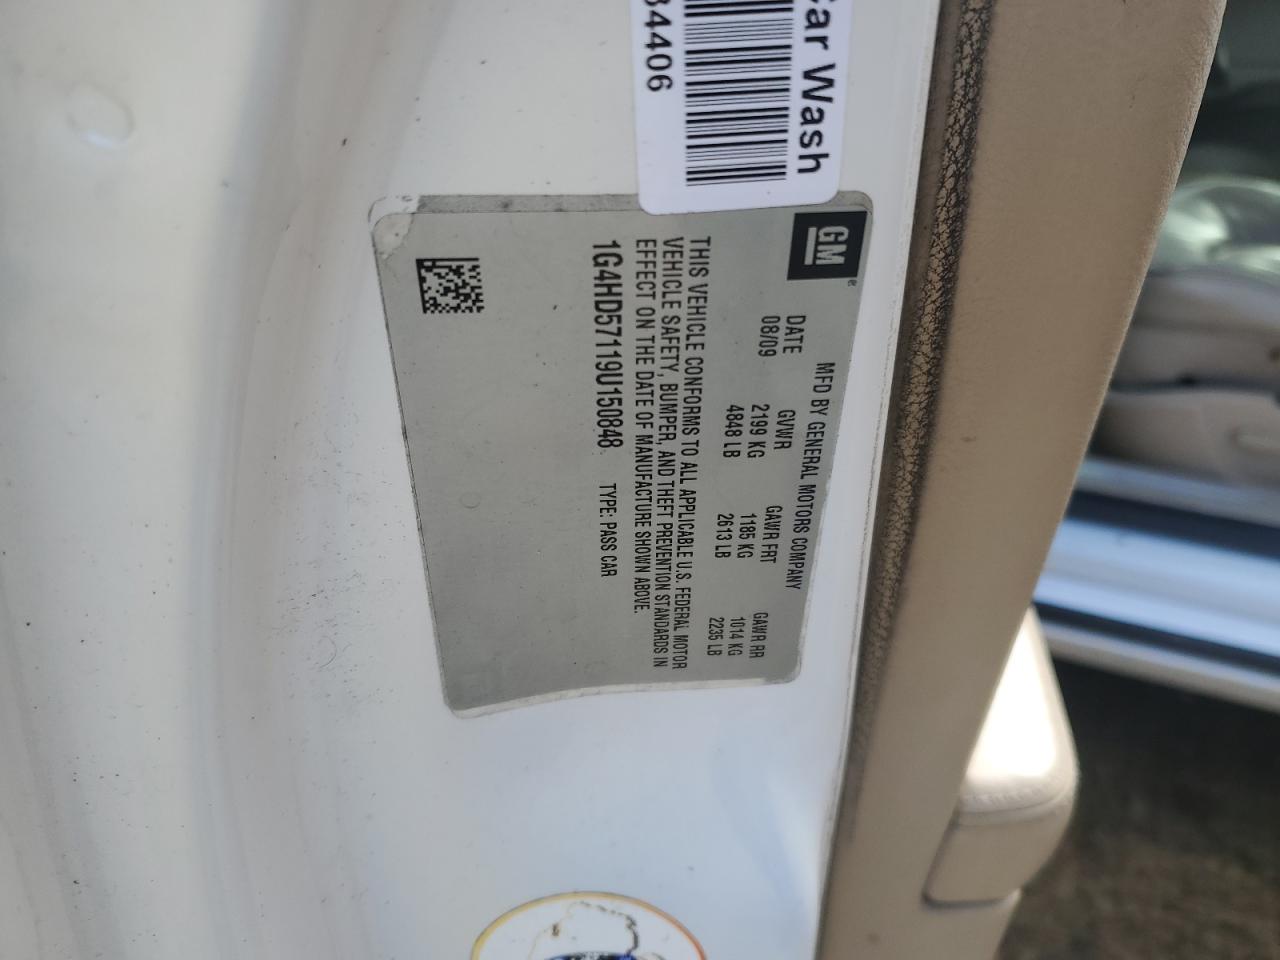 Car Wash
84406
GM
MFD BY GENERAL MOTORS COMPANY
DATE GVWR GAWR FRT GAWR RR
08/09 2199 KG 1185 KG 1014 KG
4848 LB 2613 LB 2235 LB
THIS VEHICLE CONFORMS TO ALL APPLICABLE U.S. FEDERAL MOTOR
VEHICLE SAFETY, BUMPER, AND THEFT PREVENTION STANDARDS IN
EFFECT ON THE DATE OF MANUFACTURE SHOWN ABOVE.
1G4HD57119U150848 TYPE: PASS CAR